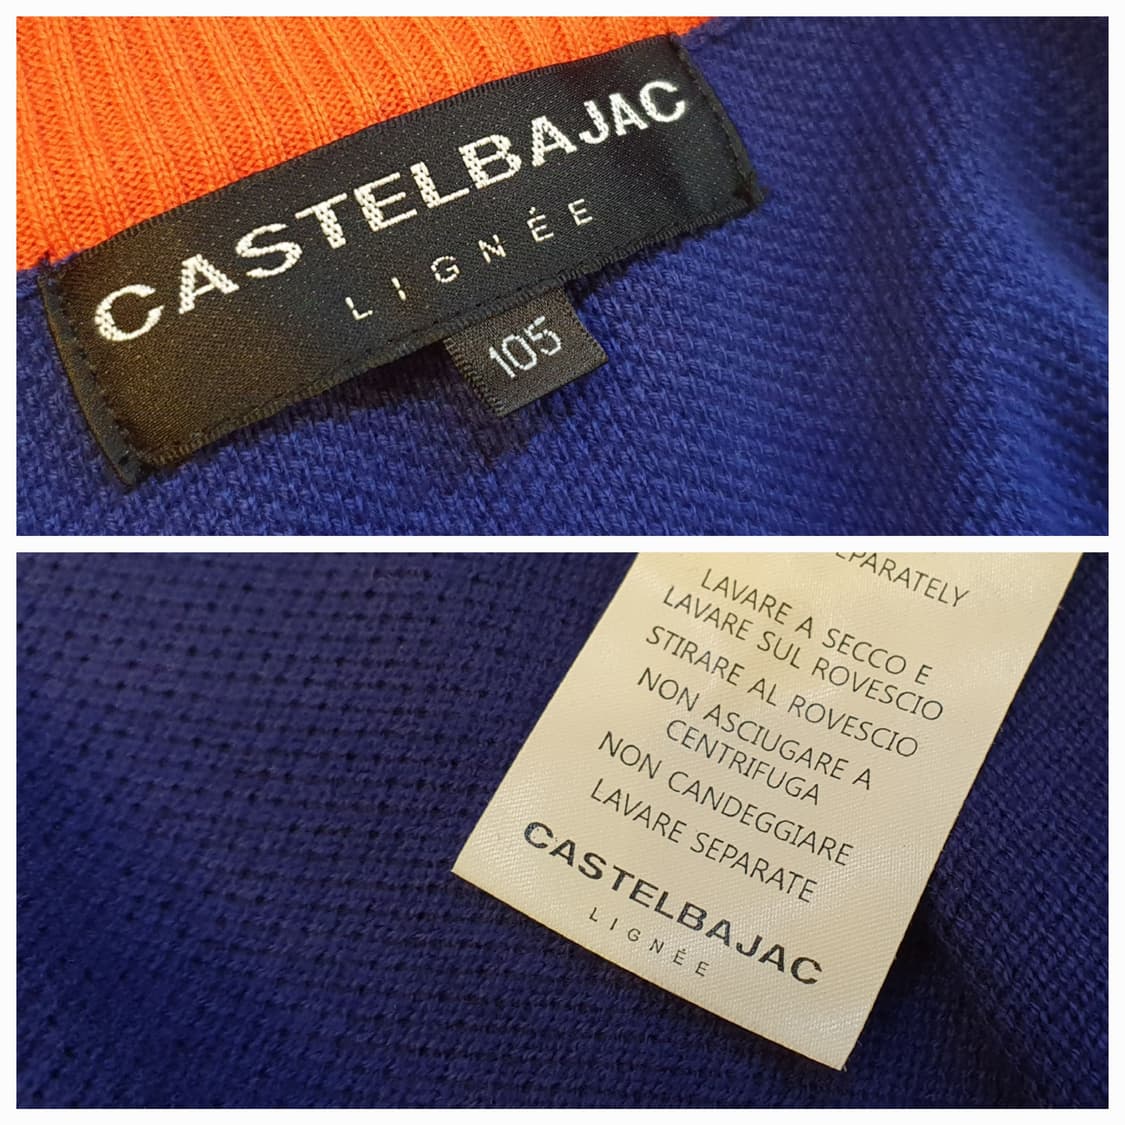 CASTELBAJAC
LIGNÉE
105
EPARATELY
LAVARE A SECCO E
LAVARE SUL ROVESCIO
STIRARE AL ROVESCIO
NON ASCIUGARE A
CENTRIFUGA
NON CANDEGGIARE
LAVARE SEPARATE
CASTELBAJAC
LIGNÉE